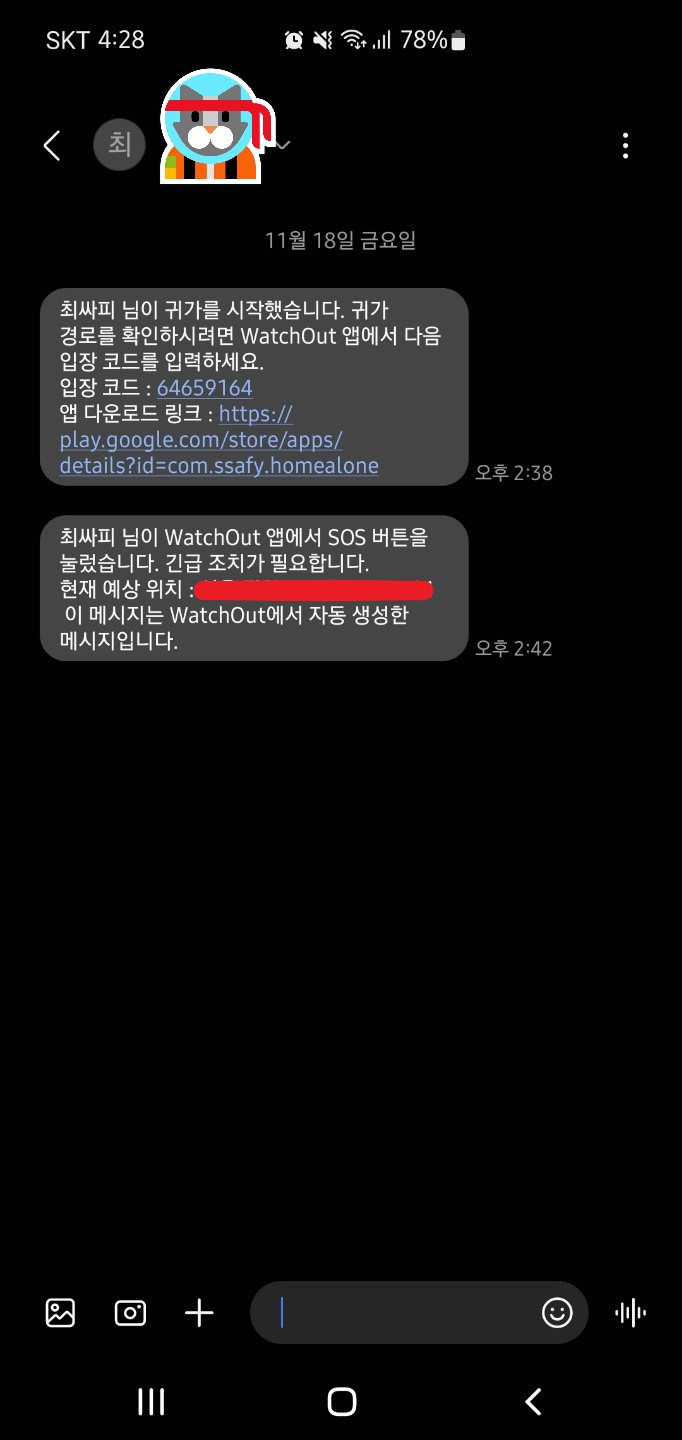 SKT 4:28
78%
최
11월 18일 금요일
최싸피 님이 귀가를 시작했습니다. 귀가
경로를 확인하시려면 WatchOut 앱에서 다음
입장 코드를 입력하세요.
입장 코드 : 64659164
앱 다운로드 링크 : https://
play.google.com/store/apps/
details?id=com.ssafy.homealone
오후 2:38
최싸피 님이 WatchOut 앱에서 SOS 버튼을
눌렀습니다. 긴급 조치가 필요합니다.
현재 예상 위치 :
이 메시지는 WatchOut에서 자동 생성한
메시지입니다.
오후 2:42